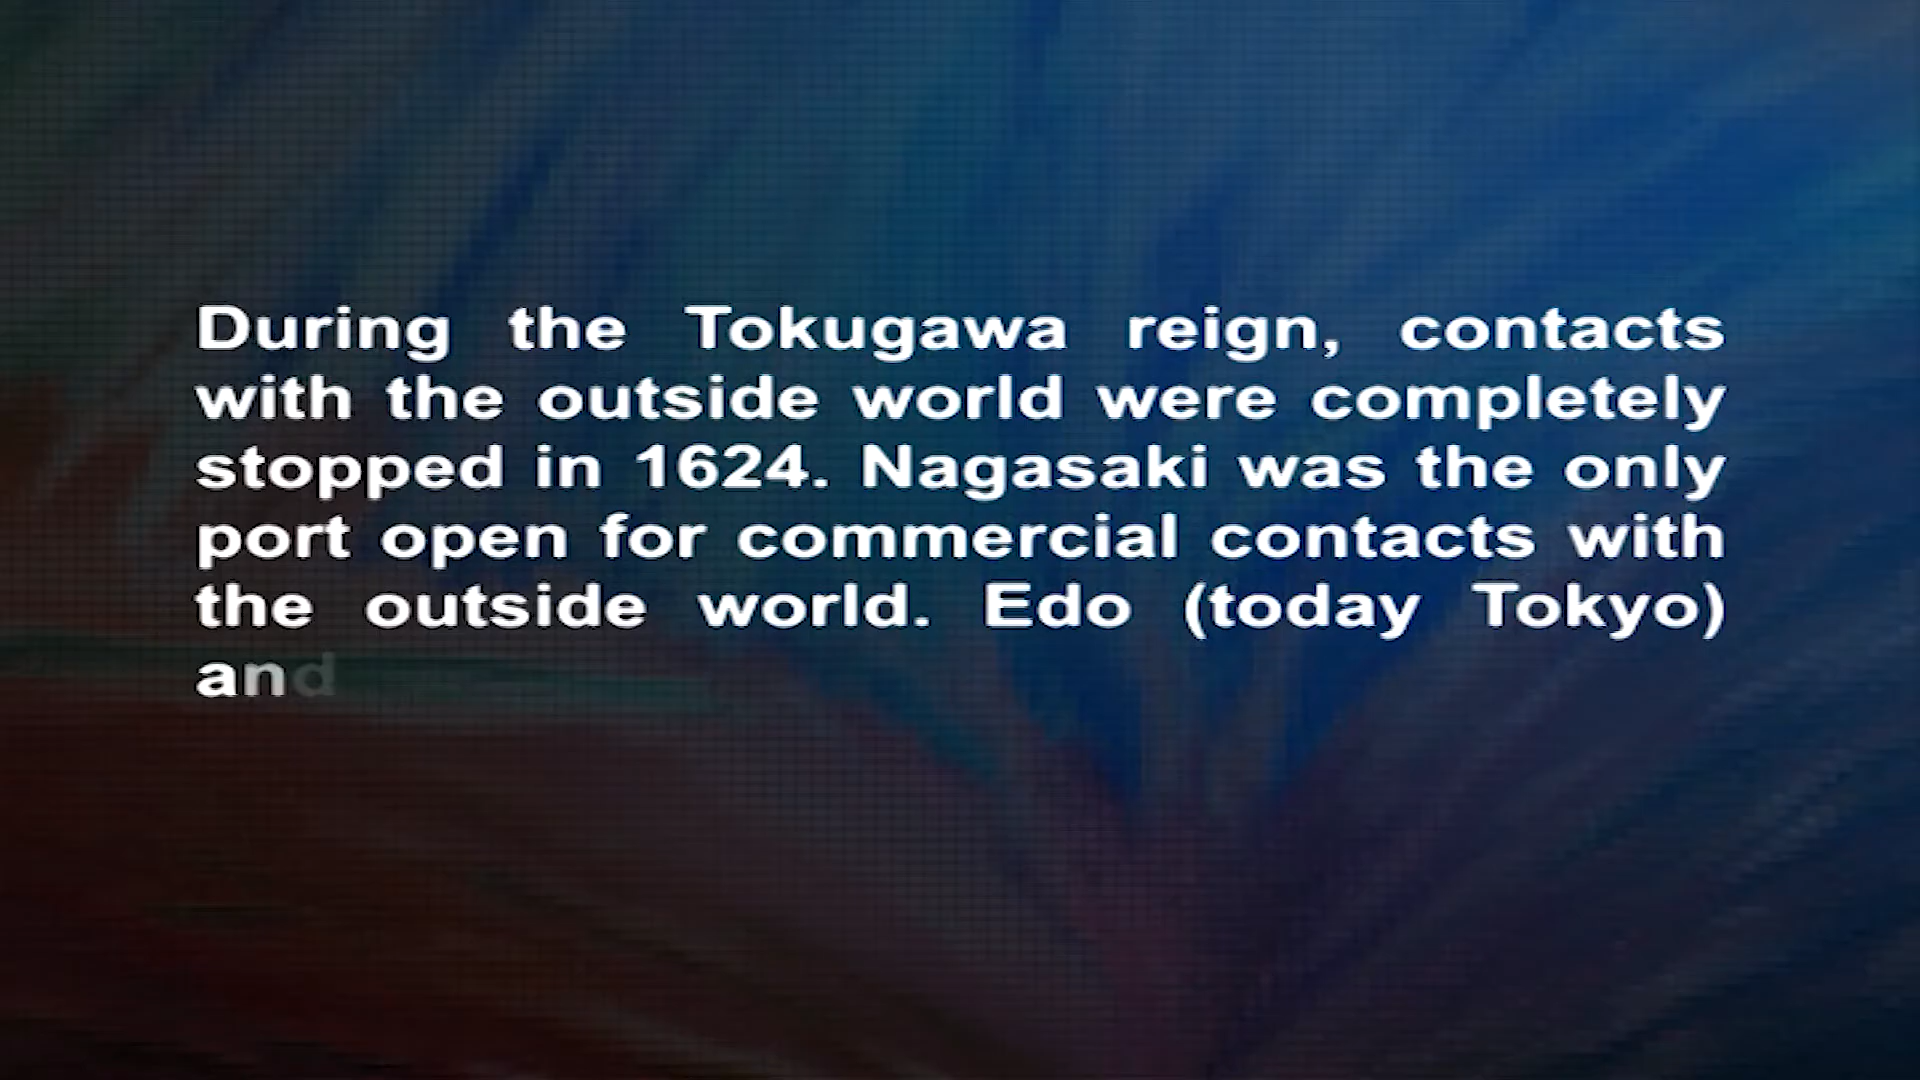 During the Tokugawa reign, contacts
with the outside world were completely
stopped in 1624. Nagasaki was the only
port open for commercial contacts with
the outside world. Edo (today Tokyo)
and